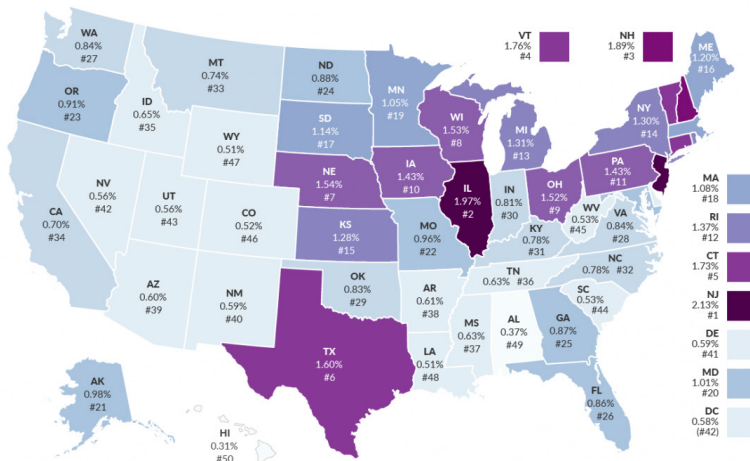 WA
0.84%
#27
MT
0.74%
#33
ND
0.88%
#24
MN
1.05%
#19
VT
1.76%
#4
NH
1.89%
#3
ME
1.20%
#16
OR
0.91%
#23
ID
0.65%
#35
WY
0.51%
#47
SD
1.14%
#17
WI
1.53%
#8
MI
1.31%
#13
NY
1.30%
#14
NE
1.54%
#7
IA
1.43%
#10
IL
1.97%
#2
IN
0.81%
#30
OH
1.52%
#9
PA
1.43%
#11
NV
0.56%
#42
UT
0.56%
#43
CO
0.52%
#46
CA
0.70%
#34
KS
1.28%
#15
MO
0.96%
#22
KY
0.78%
#31
WV
0.53%
#45
VA
0.84%
#28
MA
1.08%
#18
RI
1.37%
#12
CT
1.73%
#5
NJ
2.13%
#1
DE
0.59%
#41
MD
1.01%
#20
DC
0.58%
(#42)
AZ
0.60%
#39
NM
0.59%
#40
OK
0.83%
#29
AR
0.61%
#38
TN
0.63% #36
NC
0.78% #32
SC
0.53%
#44
MS
0.63%
#37
AL
0.37%
#49
GA
0.87%
#25
TX
1.60%
#6
LA
0.51%
#48
FL
0.86%
#26
AK
0.98%
#21
HI
0.31%
#50